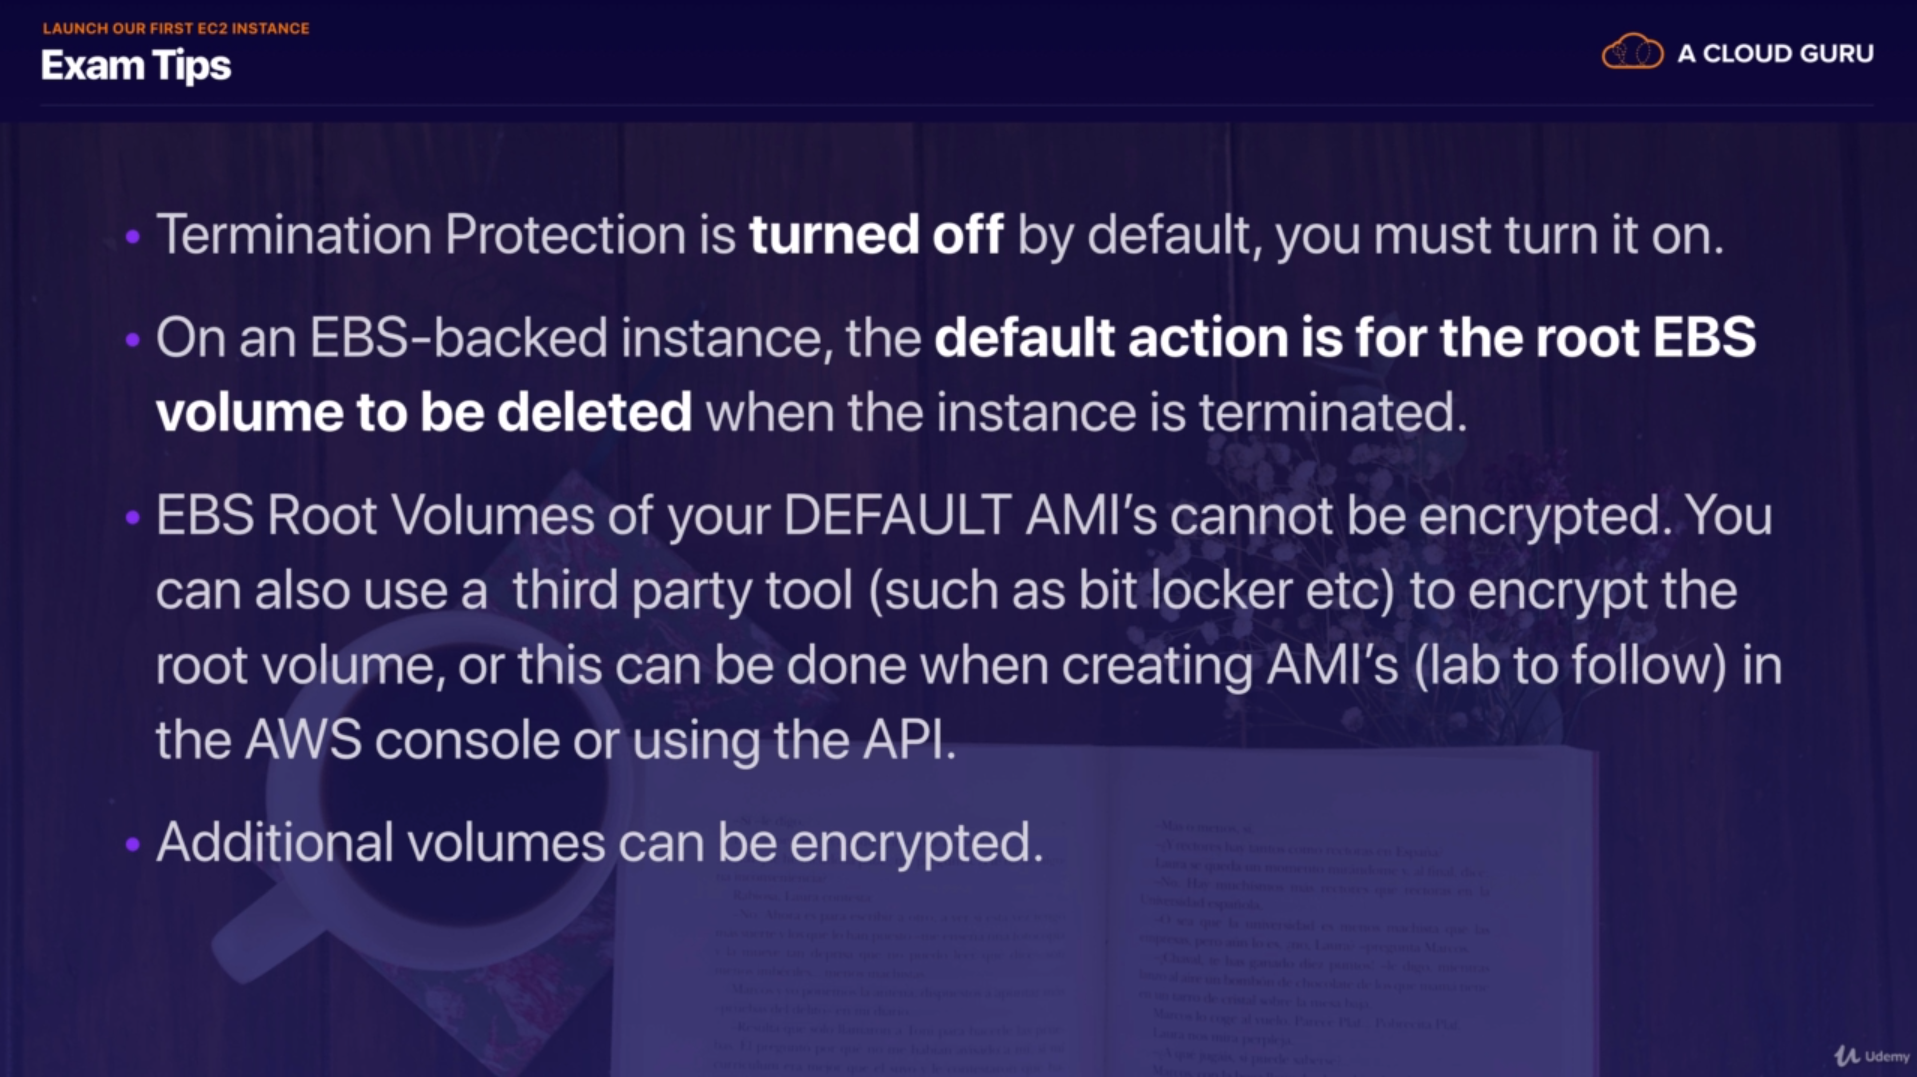 LAUNCH OUR FIRST EC2 INSTANCE
Exam Tips
A CLOUD GURU
• Termination Protection is turned off by default, you must turn it on.
• On an EBS-backed instance, the default action is for the root EBS
volume to be deleted when the instance is terminated.
• EBS Root Volumes of your DEFAULT AMI's cannot be encrypted. You
can also use a third party tool (such as bit locker etc) to encrypt the
root volume, or this can be done when creating AMI's (lab to follow) in
the AWS console or using the API.
• Additional volumes can be encrypted.
Udemy